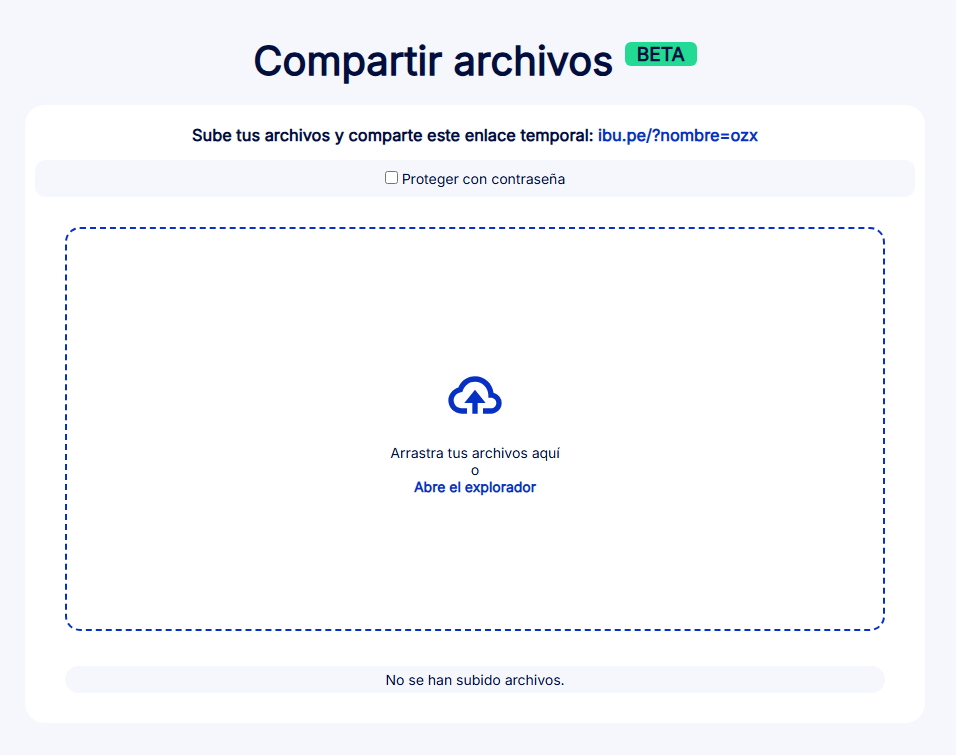 Compartir archivos BETA
Sube tus archivos y comparte este enlace temporal: ibu.pe/?nombre=ozx
Proteger con contraseña
Arrastra tus archivos aquí
o
Abre el explorador
No se han subido archivos.